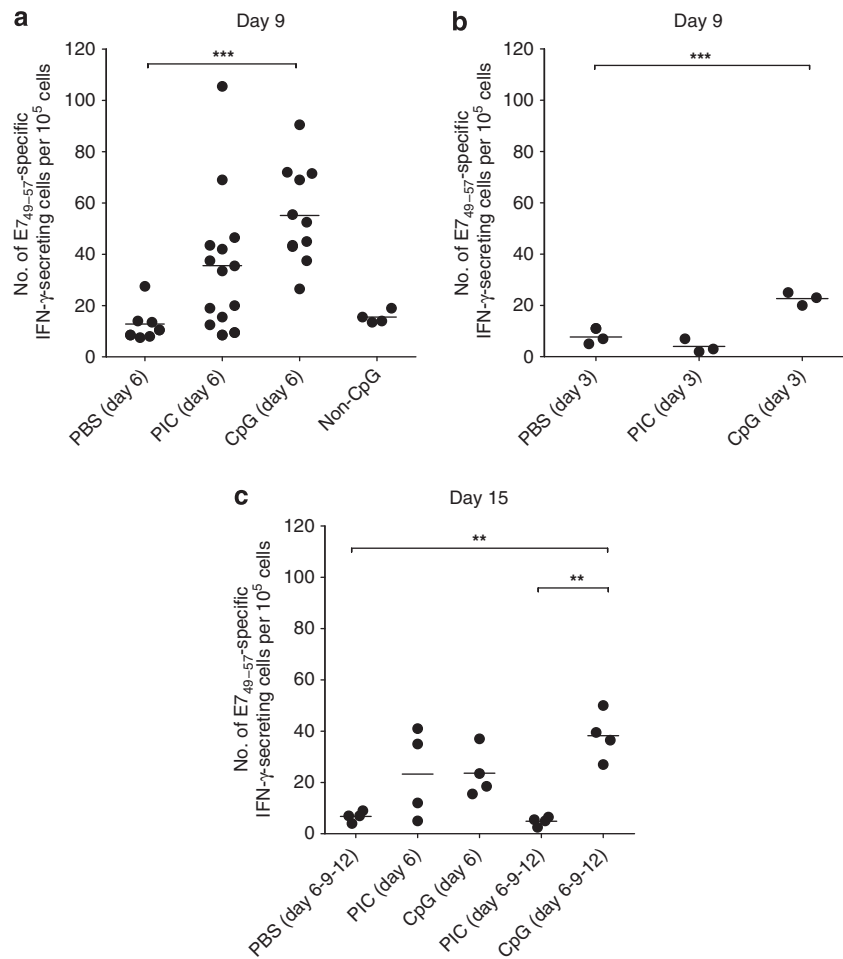 a
Day 9
No. of E7₄₉₋₅₇-specific
IFN-γ-secreting cells per 10⁵ cells
120
100
80
60
40
20
0
***
PBS (day 6)
PIC (day 6)
CpG (day 6)
Non-CpG
b
Day 9
No. of E7₄₉₋₅₇-specific
IFN-γ-secreting cells per 10⁵ cells
120
100
80
60
40
20
0
***
PBS (day 3)
PIC (day 3)
CpG (day 3)
c
Day 15
No. of E7₄₉₋₅₇-specific
IFN-γ-secreting cells per 10⁵ cells
120
100
80
60
40
20
0
**
**
PBS (day 6-9-12)
PIC (day 6)
CpG (day 6)
PIC (day 6-9-12)
CpG (day 6-9-12)